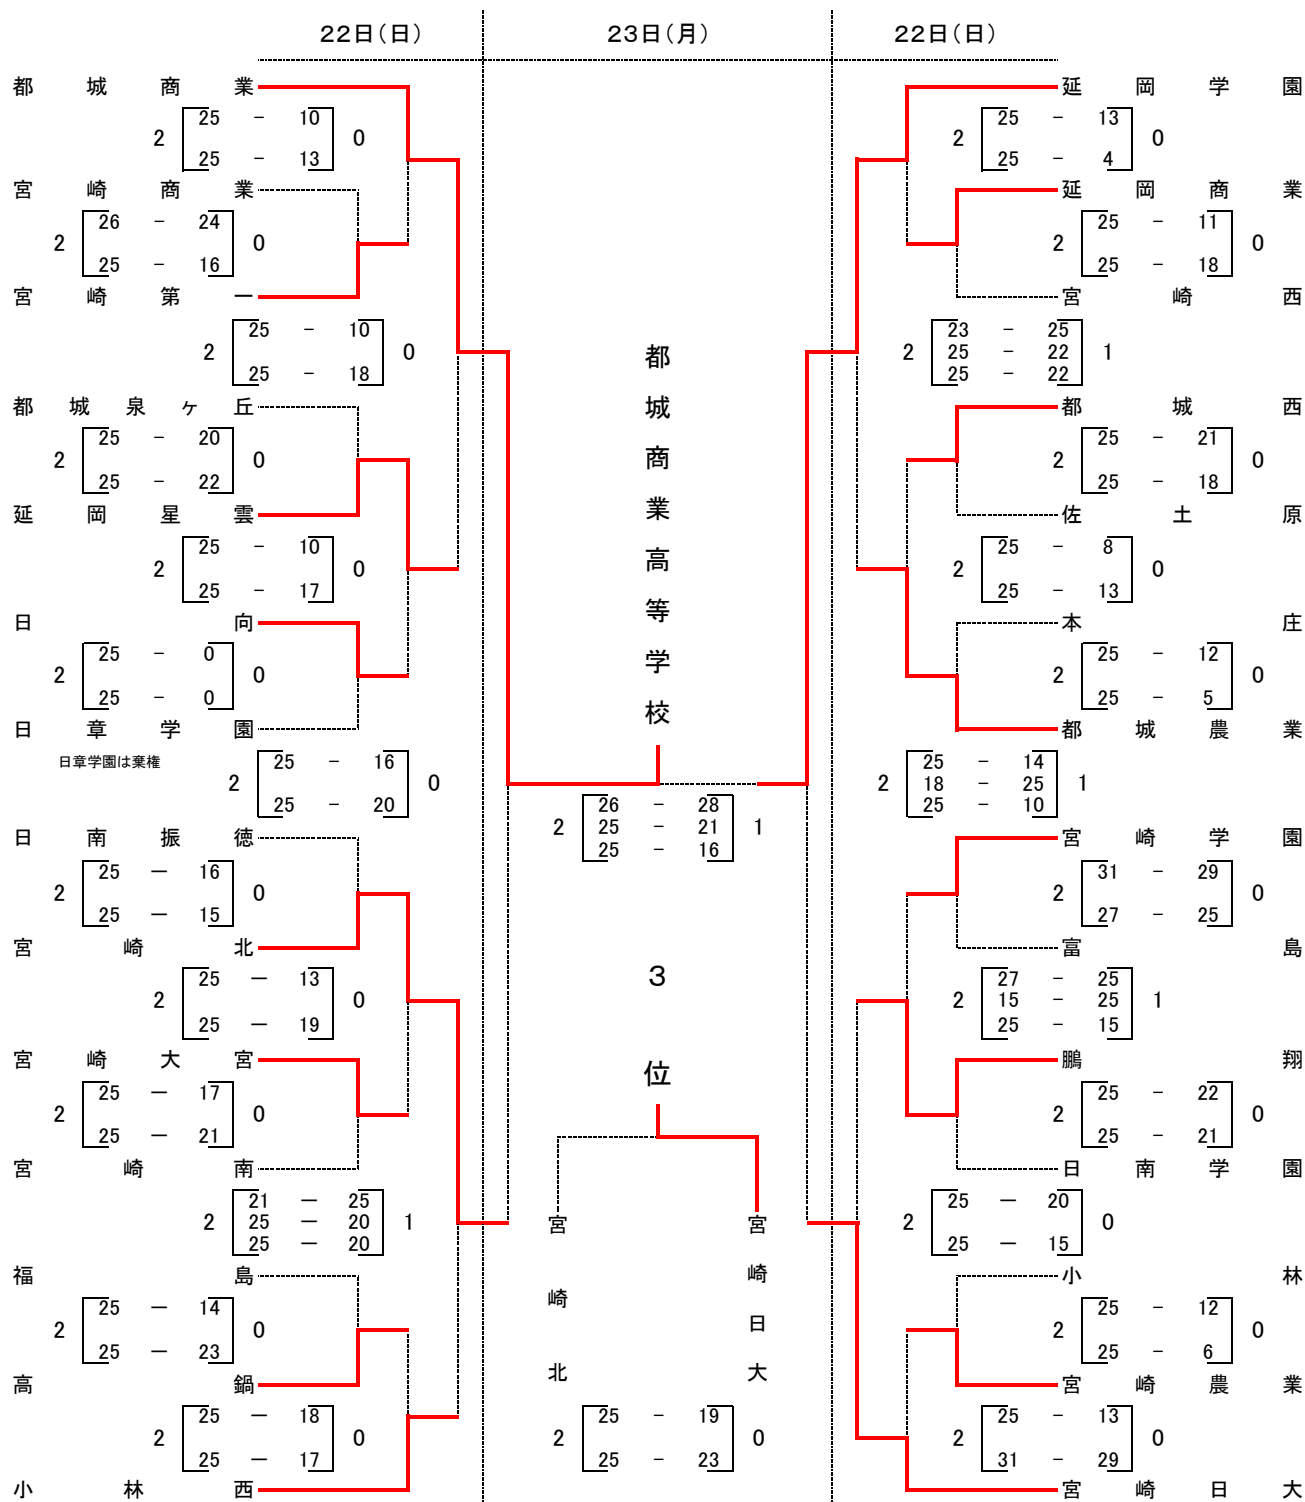 22日(日) 23日(月) 22日(日)
都城商業 延岡学園
2 25 - 10 0
25 - 13
2 25 - 13 0
25 - 4
宮崎商業 延岡商業
2 26 - 24 0
25 - 16
2 25 - 11 0
25 - 18
宮崎第一 宮崎西
2 25 - 10 0
25 - 18
2 23 - 25 1
25 - 22
25 - 22
都城泉ヶ丘 都城西
2 25 - 20 0
25 - 22
2 25 - 21 0
25 - 18
延岡星雲 佐土原
2 25 - 10 0
25 - 17
2 25 - 8 0
25 - 13
日向 本庄
2 25 - 0 0
25 - 0
2 25 - 12 0
25 - 5
日章学園 都城農業
日章学園は棄権
都城商業高等学校
2 25 - 16 0
25 - 20
2 26 - 28 1
25 - 21
25 - 16
2 25 - 14 1
18 - 25
25 - 10
日南振徳 宮崎学園
2 25 ー 16 0
25 ー 15
2 31 - 29 0
27 - 25
宮崎北 富島
2 25 ー 13 0
25 ー 19
2 27 - 25 1
15 - 25
25 - 15
宮崎大宮 鵬翔
2 25 ー 17 0
25 ー 21
2 25 - 22 0
25 - 21
宮崎南 日南学園
2 21 ー 25 1
25 ー 20
25 ー 20
2 25 ー 20 0
25 ー 15
福島 小林
2 25 ー 14 0
25 ー 23
2 25 - 12 0
25 - 6
高鍋 宮崎農業
2 25 ー 18 0
25 ー 17
2 25 - 13 0
31 - 29
小林西 宮崎日大
3位
宮崎北 宮崎日大
2 25 - 19 0
25 - 23